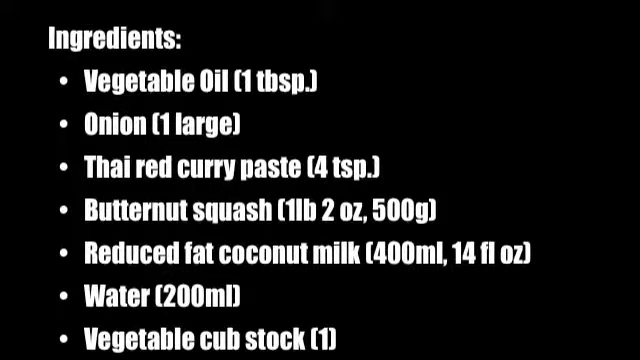 Ingredients:
• Vegetable Oil (1 tbsp.)
• Onion (1 large)
• Thai red curry paste (4 tsp.)
• Butternut squash (1lb 2 oz, 500g)
• Reduced fat coconut milk (400ml, 14 fl oz)
• Water (200ml)
• Vegetable cub stock (1)